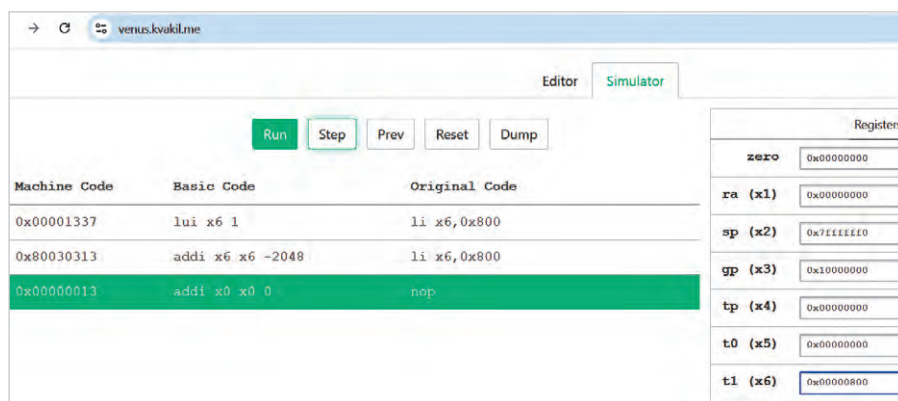 venus.kvakil.me
Editor Simulator
Run Step Prev Reset Dump
Machine Code Basic Code Original Code
0x00001337 lui x6 1 li x6,0x800
0x80030313 addi x6 x6 -2048 li x6,0x800
0x00000013 addi x0 x0 0 nop
Registers
zero 0x00000000
ra (x1) 0x00000000
sp (x2) 0x7ffffff0
gp (x3) 0x10000000
tp (x4) 0x00000000
t0 (x5) 0x00000000
t1 (x6) 0x00000800